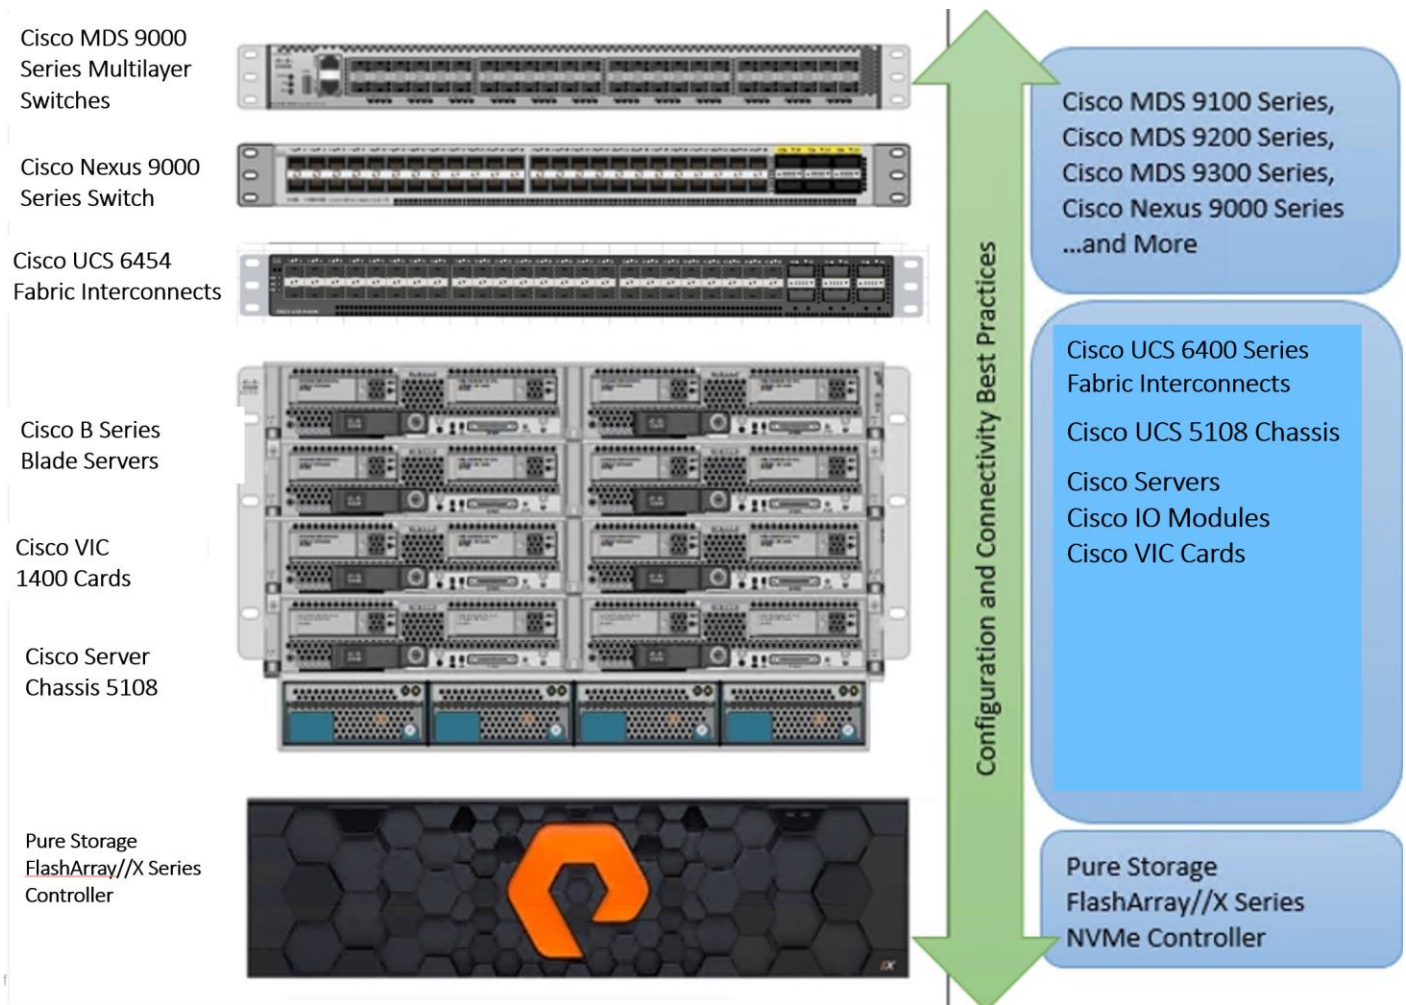 Cisco MDS 9000
Series Multilayer
Switches
Cisco Nexus 9000
Series Switch
Cisco UCS 6454
Fabric Interconnects
Cisco B Series
Blade Servers
Cisco VIC
1400 Cards
Cisco Server
Chassis 5108
Pure Storage
FlashArray//X Series
Controller
Configuration and Connectivity Best Practices
Cisco MDS 9100 Series,
Cisco MDS 9200 Series,
Cisco MDS 9300 Series,
Cisco Nexus 9000 Series
...and More
Cisco UCS 6400 Series
Fabric Interconnects
Cisco UCS 5108 Chassis
Cisco Servers
Cisco IO Modules
Cisco VIC Cards
Pure Storage
FlashArray//X Series
NVMe Controller
//X
f